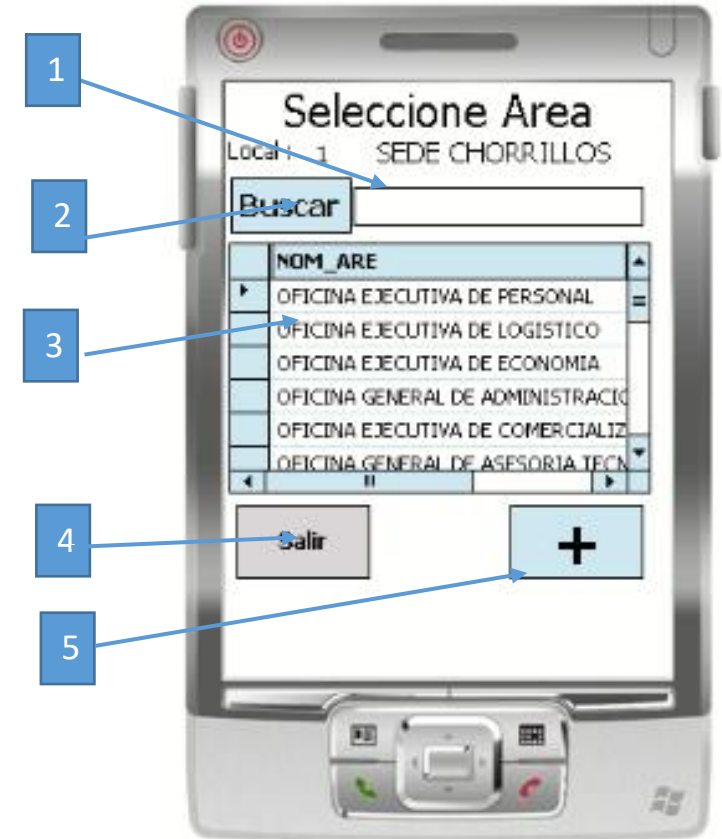 1
Seleccione Area
Local: 1 SEDE CHORRILLOS
2
Buscar
NOM_ARE
OFICINA EJECUTIVA DE PERSONAL
3
OFICINA EJECUTIVA DE LOGISTICO
OFICINA EJECUTIVA DE ECONOMIA
OFICINA GENERAL DE ADMINISTRACIC
OFICINA EJECUTIVA DE COMERCIALIZ
OFICINA GENERAL DE ASESORIA TECN
4
Salir
+
5